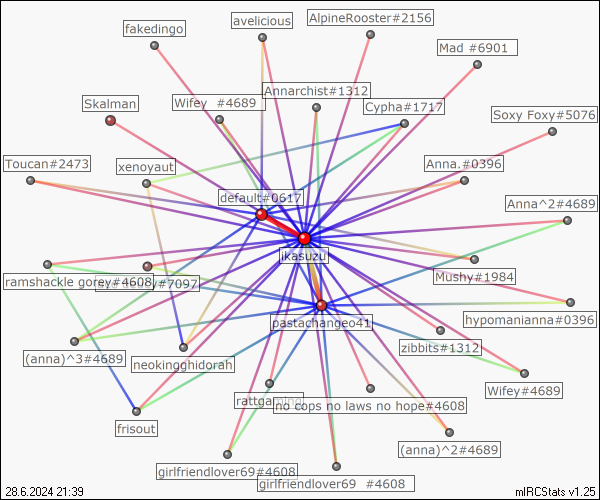 avelicious
AlpineRooster#2156
fakedingo
Mad #6901
Annarchist#1312
Skalman
Wifey  #4689
Cypha#1717
Soxy Foxy#5076
Toucan#2473
xenoyaut
Anna.#0396
default#0617
Anna^2#4689
ikasuzu
ramshackle gorey#4608
#7097
Mushy#1984
pastachangeo41
hypomanianna#0396
zibbits#1312
(anna)^3#4689
neokingghidorah
Wifey#4689
rattgaming
no cops no laws no hope#4608
frisout
(anna)^2#4689
girlfriendlover69#4608
girlfriendlover69  #4608
28.6.2024 21:39
mIRCStats v1.25